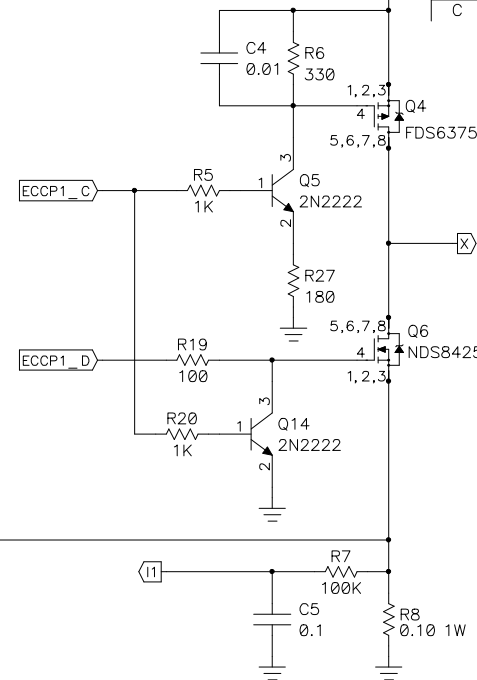 C
C4
0.01
R6
330
1,2,3
4
5,6,7,8
Q4
FDS6375
ECCP1_C
R5
1K
1
3
2
Q5
2N2222
R27
180
X
5,6,7,8
4
1,2,3
Q6
NDS8425
ECCP1_D
R19
100
R20
1K
1
3
2
Q14
2N2222
I1
R7
100K
C5
0.1
R8
0.10 1W